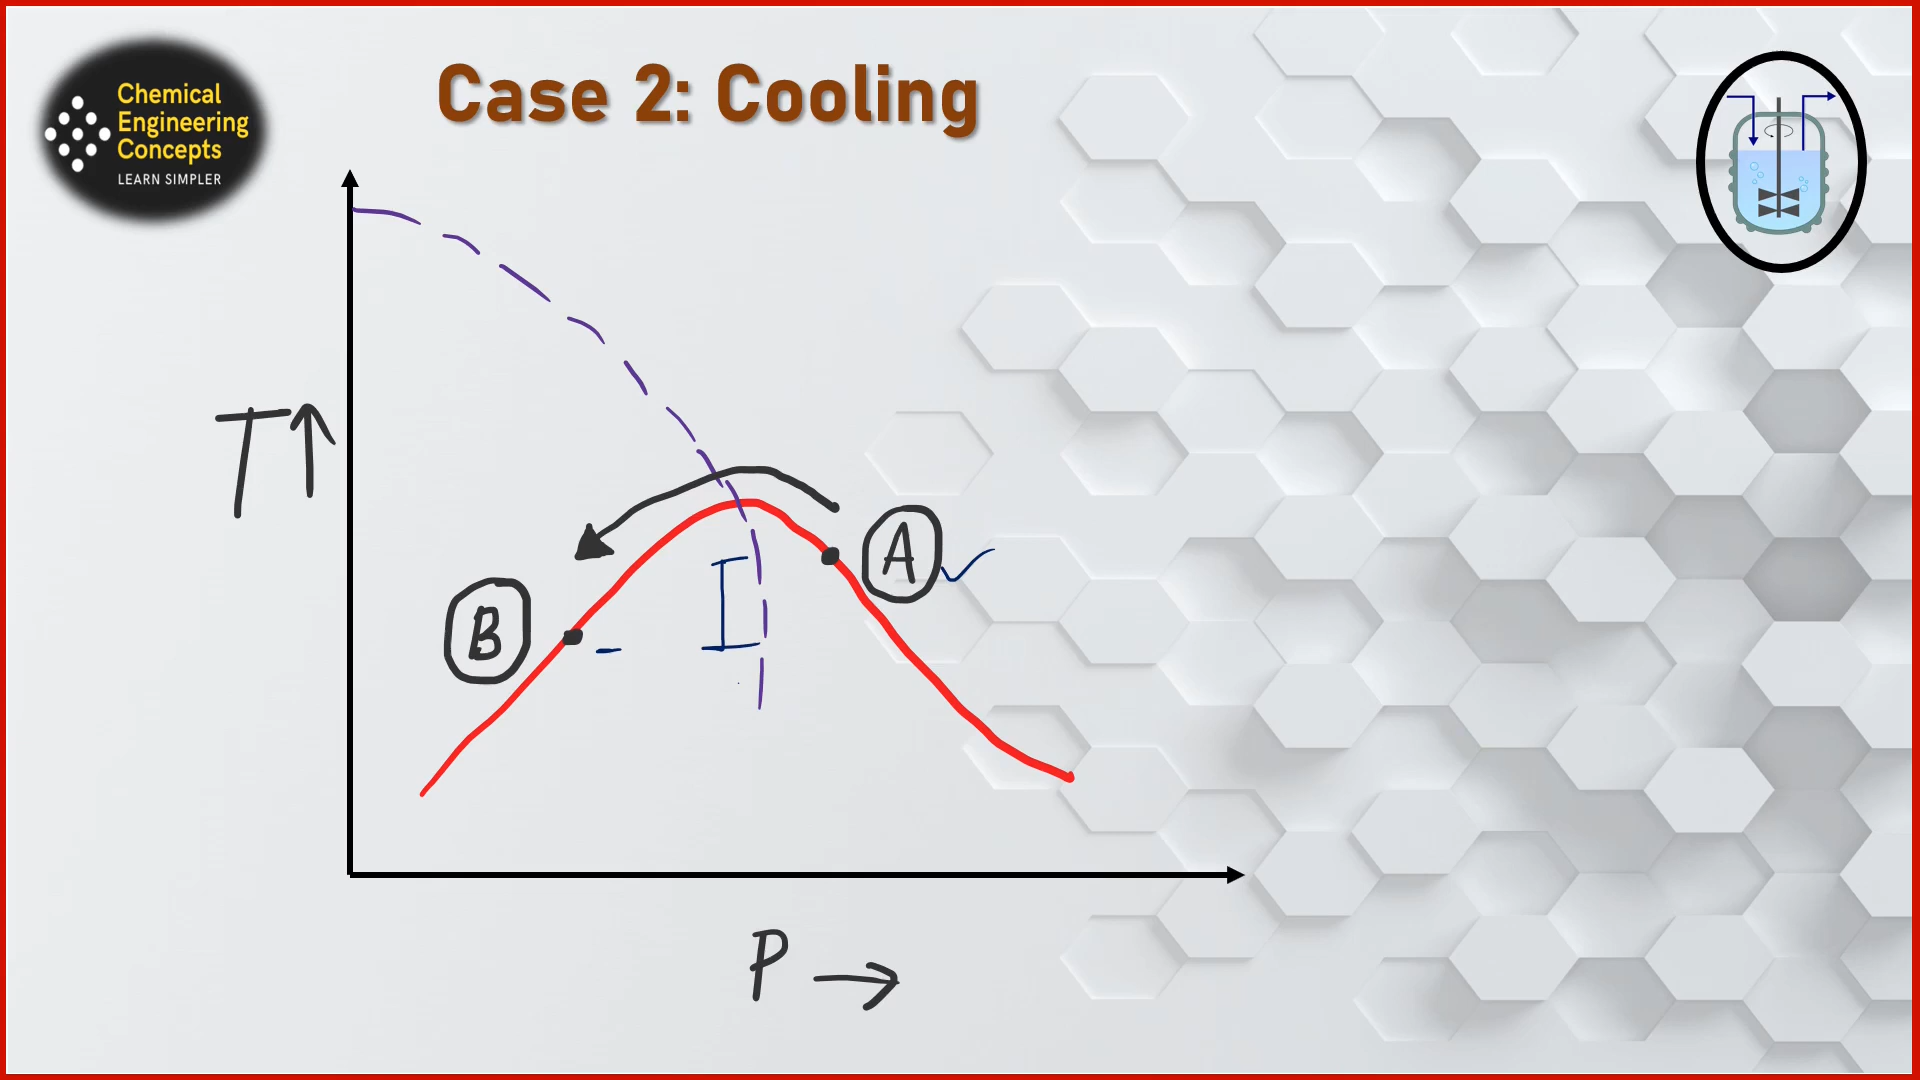 Chemical
Engineering
Concepts
LEARN SIMPLER
Case 2: Cooling
T↑
A
B
P →